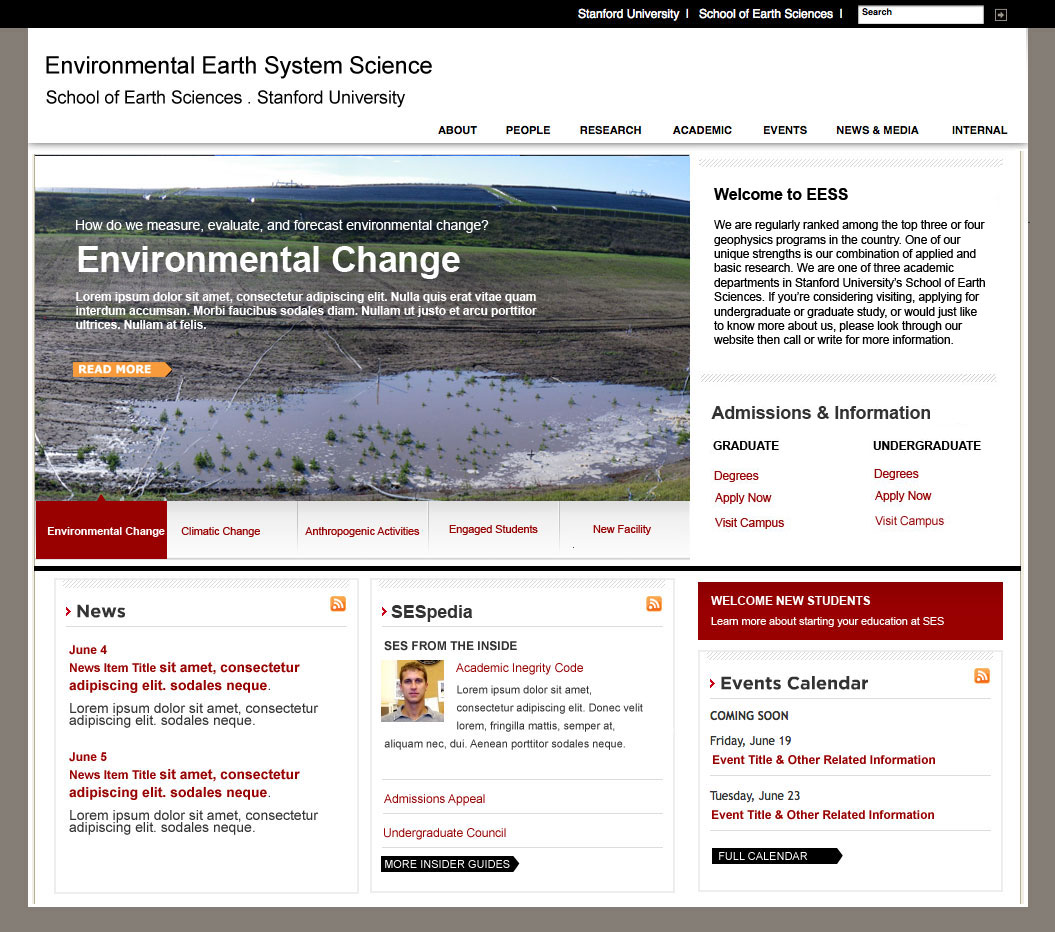 Stanford University | School of Earth Sciences |
Search
Environmental Earth System Science
School of Earth Sciences . Stanford University
ABOUT PEOPLE RESEARCH ACADEMIC EVENTS NEWS & MEDIA INTERNAL
How do we measure, evaluate, and forecast environmental change?
Environmental Change
Lorem ipsum dolor sit amet, consectetur adipiscing elit. Nulla quis erat vitae quam
interdum accumsan. Morbi faucibus sodales diam. Nullam ut justo et arcu porttitor
ultrices. Nullam at felis.
READ MORE
Environmental Change Climatic Change Anthropogenic Activities Engaged Students New Facility
Welcome to EESS
We are regularly ranked among the top three or four
geophysics programs in the country. One of our
unique strengths is our combination of applied and
basic research. We are one of three academic
departments in Stanford University's School of Earth
Sciences. If you're considering visiting, applying for
undergraduate or graduate study, or would just like
to know more about us, please look through our
website then call or write for more information.
Admissions & Information
GRADUATE
Degrees
Apply Now
Visit Campus
UNDERGRADUATE
Degrees
Apply Now
Visit Campus
News
June 4
News Item Title sit amet, consectetur
adipiscing elit. sodales neque.
Lorem ipsum dolor sit amet, consectetur
adipiscing elit. sodales neque.
June 5
News Item Title sit amet, consectetur
adipiscing elit. sodales neque.
Lorem ipsum dolor sit amet, consectetur
adipiscing elit. sodales neque.
SESpedia
SES FROM THE INSIDE
Academic Inegrity Code
Lorem ipsum dolor sit amet,
consectetur adipiscing elit. Donec velit
lorem, fringilla mattis, semper at,
aliquam nec, dui. Aenean porttitor sodales neque.
Admissions Appeal
Undergraduate Council
MORE INSIDER GUIDES
WELCOME NEW STUDENTS
Learn more about starting your education at SES
Events Calendar
COMING SOON
Friday, June 19
Event Title & Other Related Information
Tuesday, June 23
Event Title & Other Related Information
FULL CALENDAR